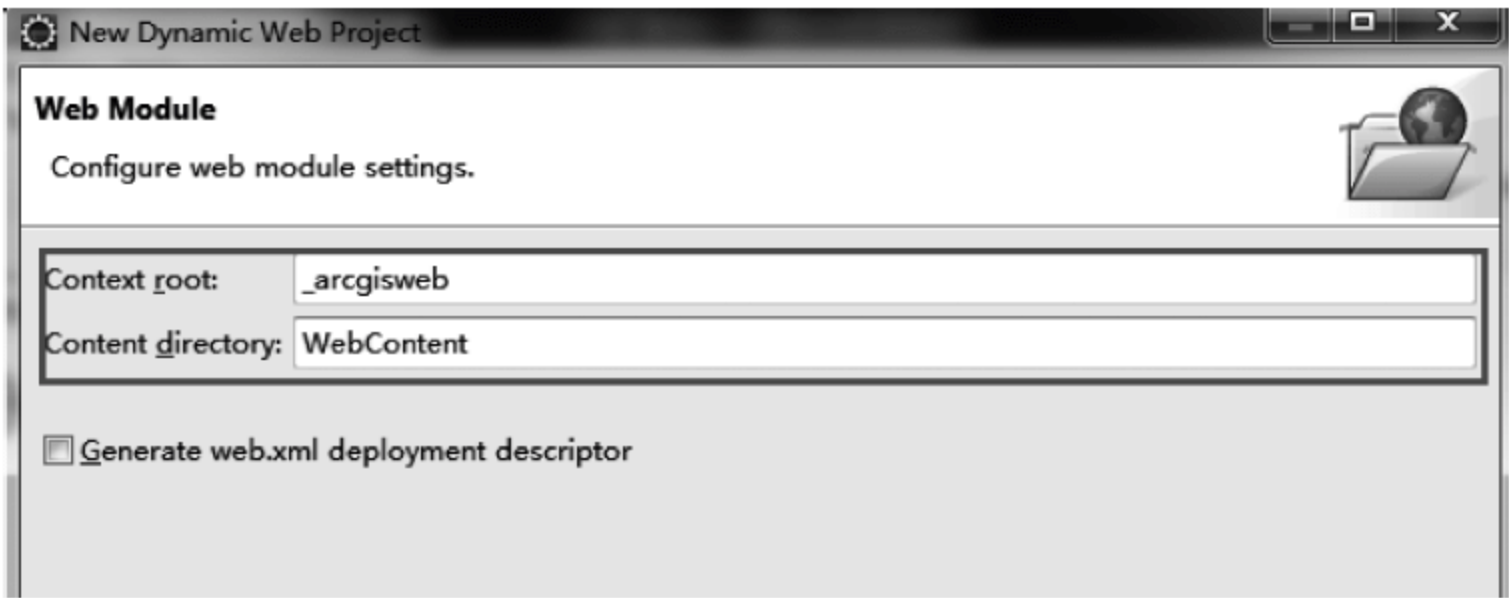 New Dynamic Web Project
Web Module
Configure web module settings.
Context root: _arcgisweb
Content directory: WebContent
Generate web.xml deployment descriptor